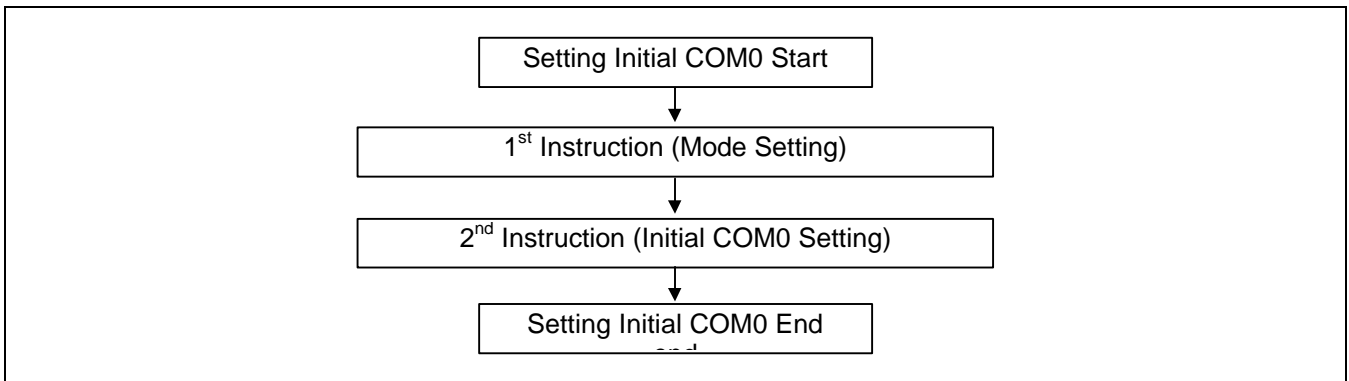 Setting Initial COM0 Start
1st Instruction (Mode Setting)
2nd Instruction (Initial COM0 Setting)
Setting Initial COM0 End